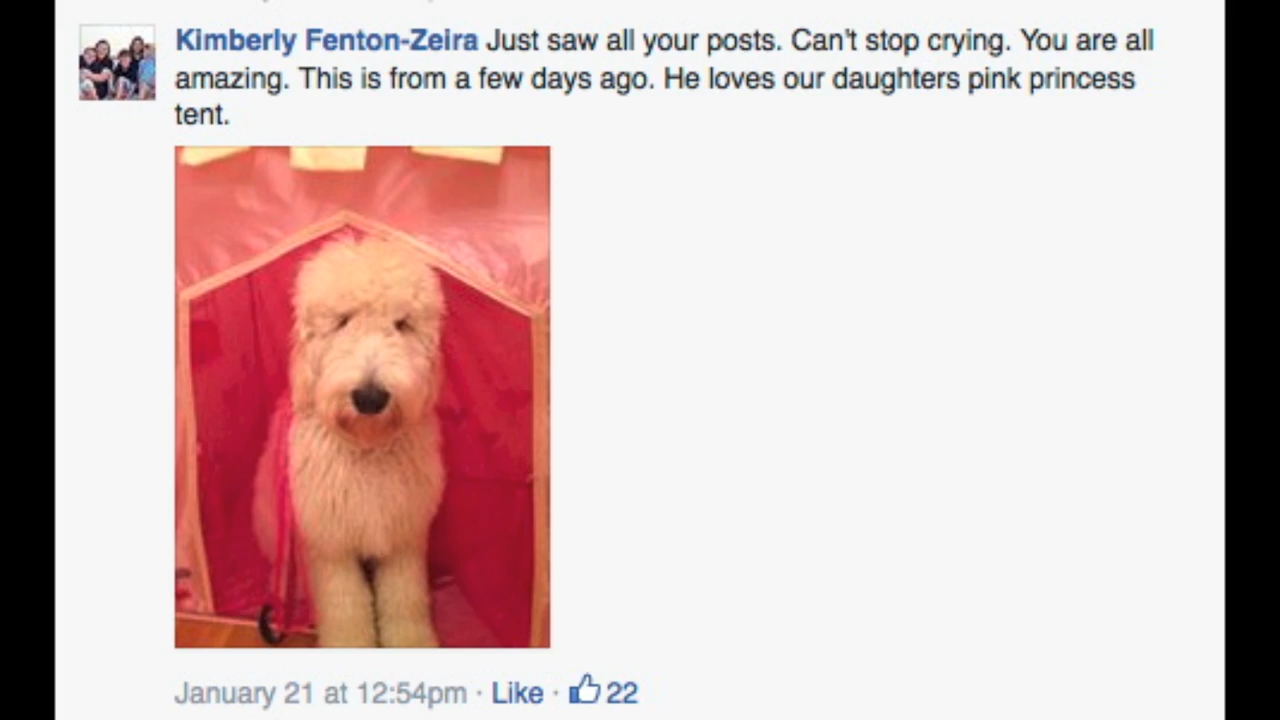 Kimberly Fenton-Zeira Just saw all your posts. Can't stop crying. You are all
amazing. This is from a few days ago. He loves our daughters pink princess
tent.
January 21 at 12:54pm · Like · 22